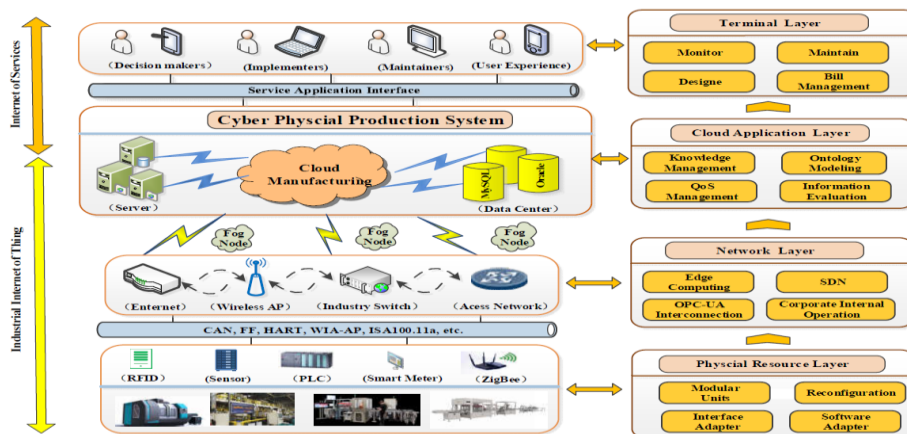 Internet of Services
Industrial Internet of Thing
(Decision makers)
(Implementers)
(Maintainers)
(User Experience)
Service Application Interface
Cyber Physcial Production System
(Server)
Cloud
Manufacturing
MySQL
Oracle
(Data Center)
Fog
Node
Fog
Node
Fog
Node
(Enternet)
(Wireless AP)
(Industry Switch)
(Acess Network)
CAN, FF, HART, WIA-AP, ISA100.11a, etc.
(RFID)
(Sensor)
(PLC)
(Smart Meter)
(ZigBee)
Terminal Layer
Monitor
Maintain
Designe
Bill
Management
Cloud Application Layer
Knowledge
Management
Ontology
Modeling
QoS
Management
Information
Evaluation
Network Layer
Edge
Computing
SDN
OPC-UA
Interconnection
Corporate Internal
Operation
Physcial Resource Layer
Modular
Units
Reconfiguration
Interface
Adapter
Software
Adapter